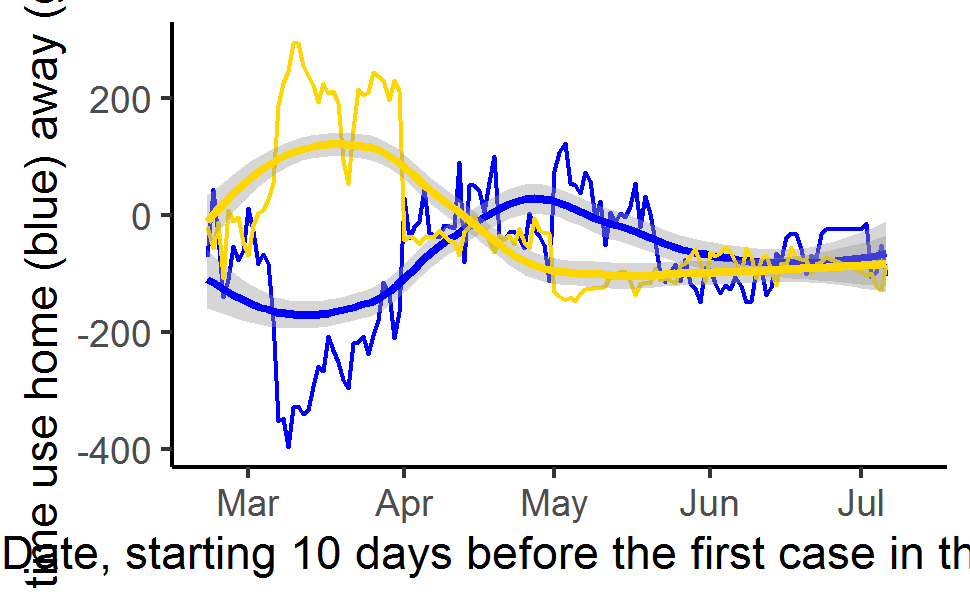 time use home (blue) away (
200
0
-200
-400
Mar Apr May Jun Jul
Date, starting 10 days before the first case in th